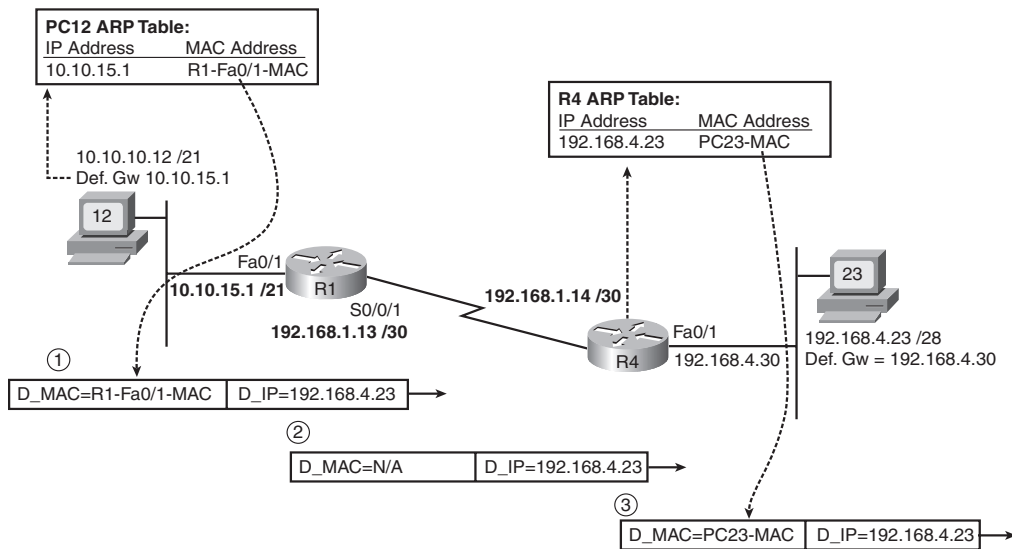 PC12 ARP Table:
IP Address MAC Address
10.10.15.1 R1-Fa0/1-MAC
R4 ARP Table:
IP Address MAC Address
192.168.4.23 PC23-MAC
10.10.10.12 /21
Def. Gw 10.10.15.1
12
Fa0/1
10.10.15.1 /21
R1
S0/0/1
192.168.1.13 /30
192.168.1.14 /30
R4
Fa0/1
192.168.4.30
23
192.168.4.23 /28
Def. Gw = 192.168.4.30
1
D_MAC=R1-Fa0/1-MAC D_IP=192.168.4.23
2
D_MAC=N/A D_IP=192.168.4.23
3
D_MAC=PC23-MAC D_IP=192.168.4.23